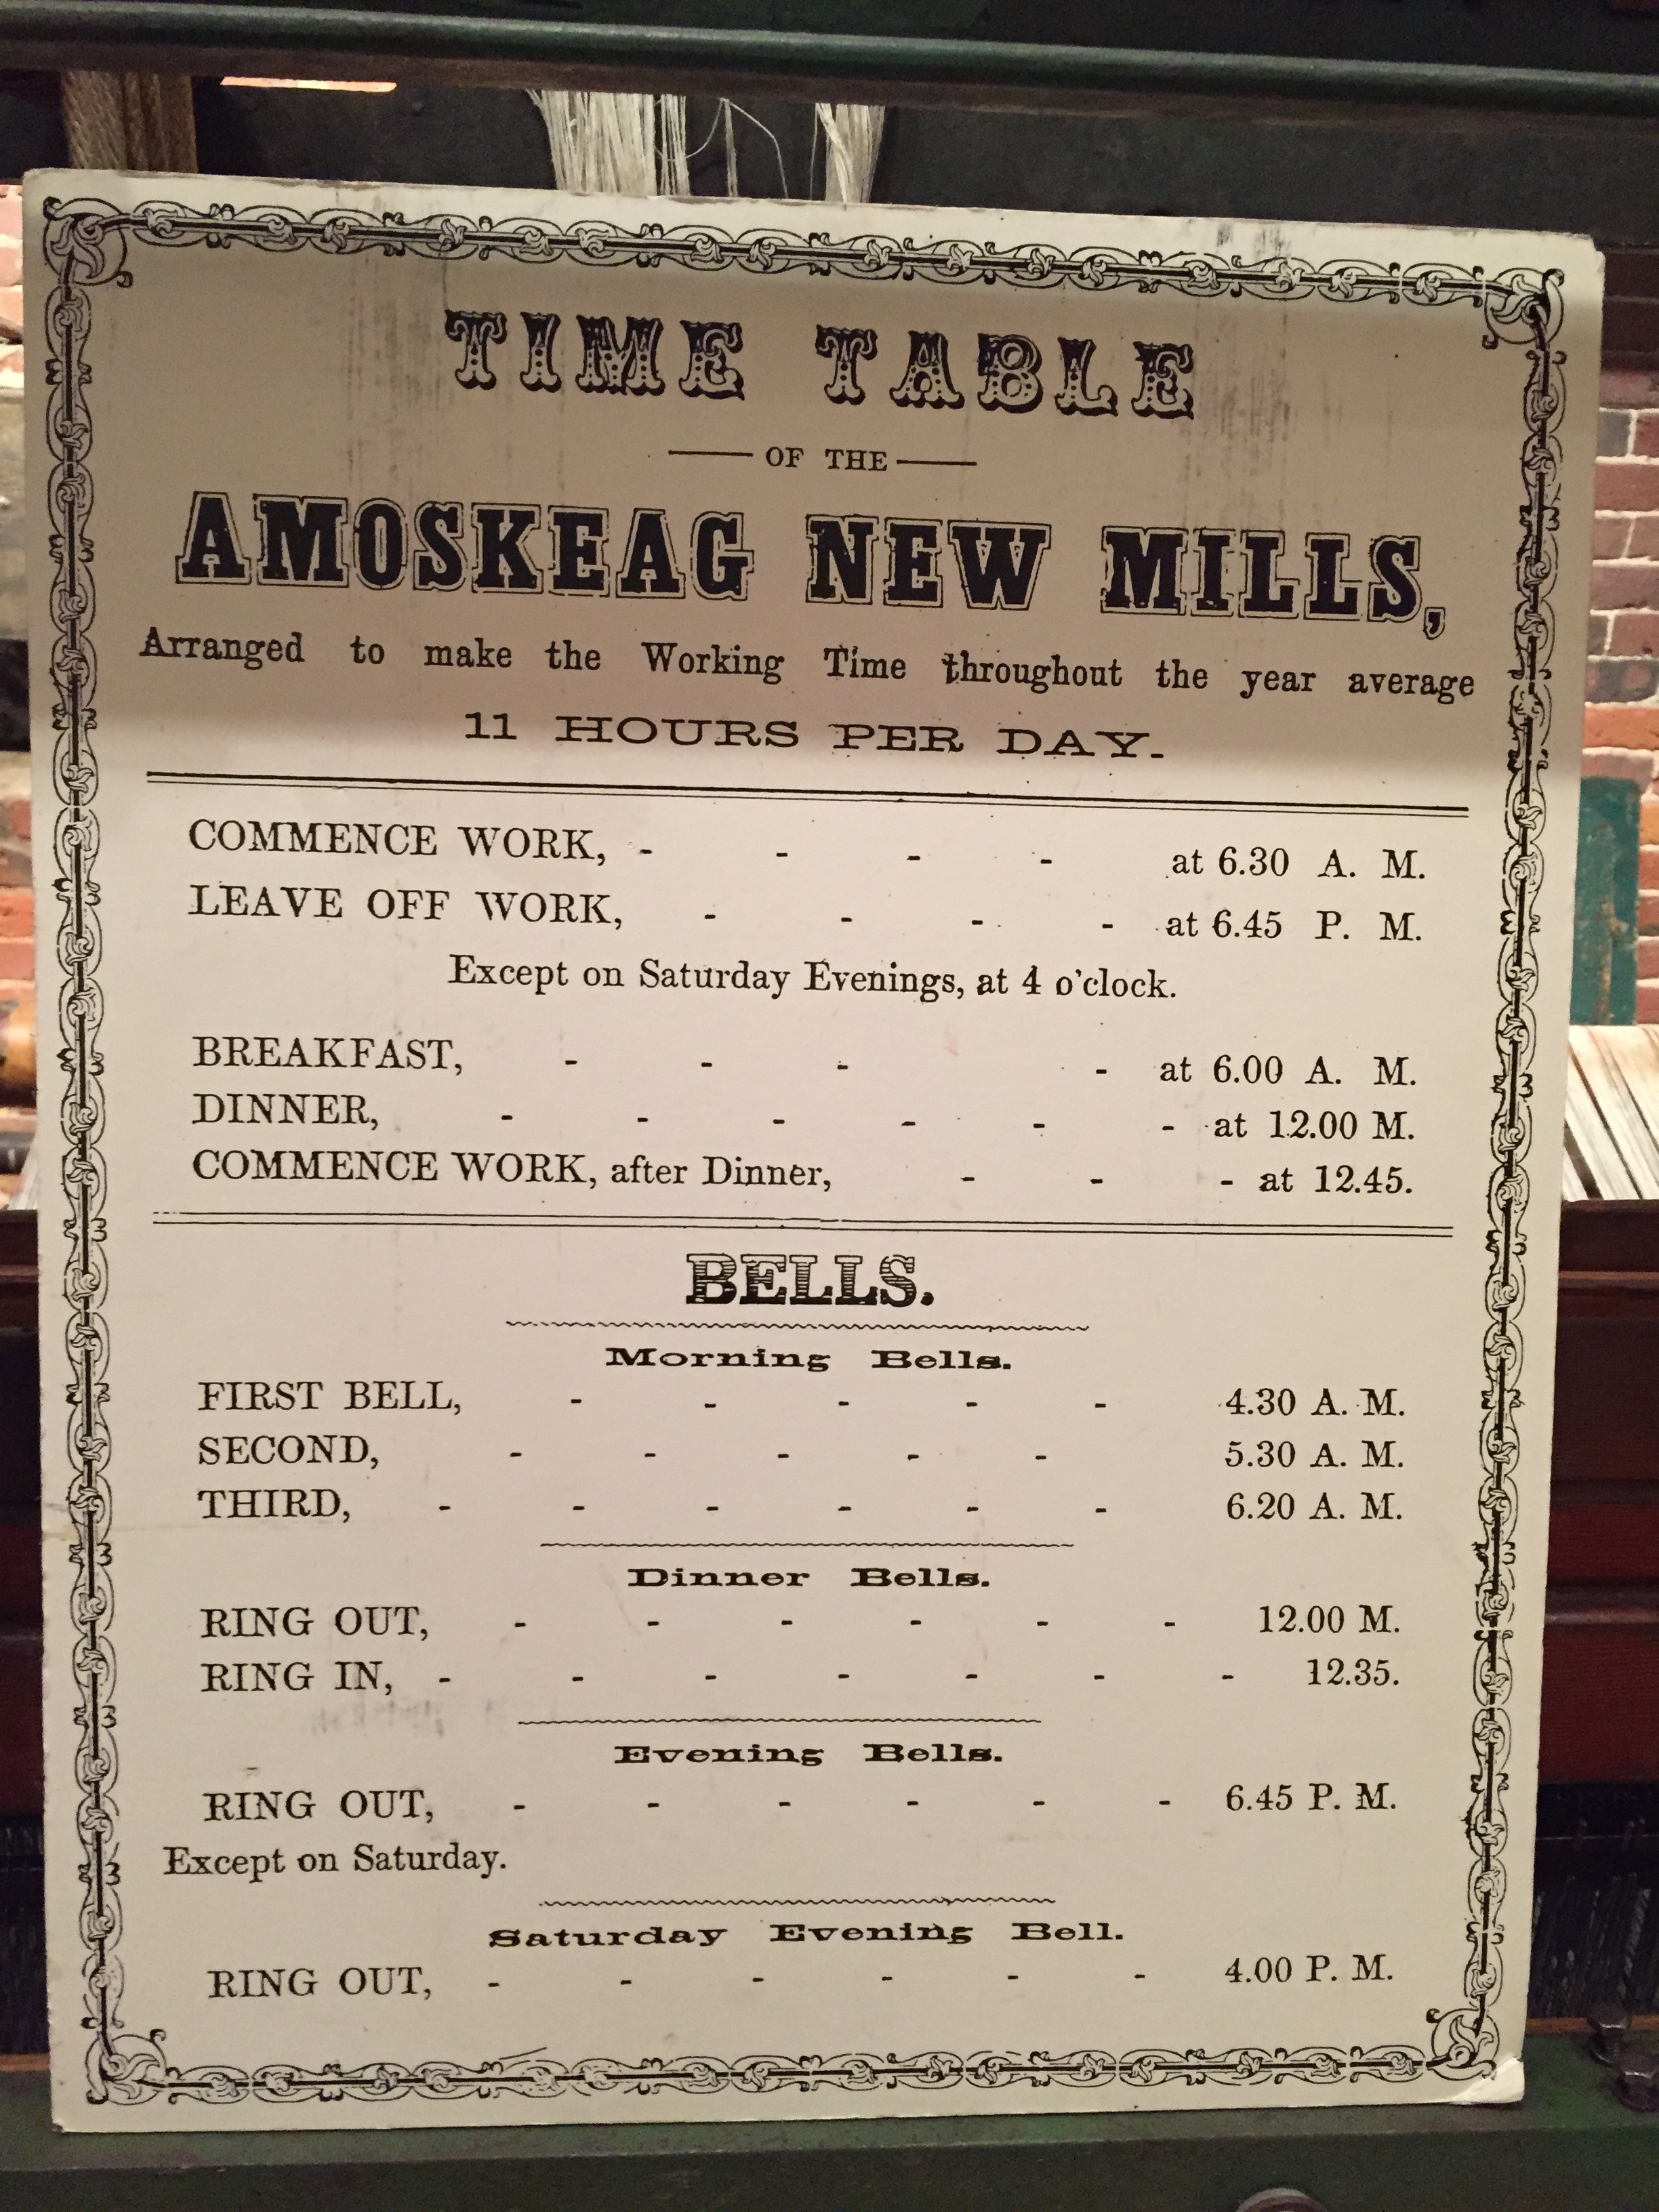 TIME TABLE
OF THE
AMOSKEAG NEW MILLS,
Arranged to make the Working Time throughout the year average
11 HOURS PER DAY.
COMMENCE WORK, - - - - at 6.30 A. M.
LEAVE OFF WORK, - - - - at 6.45 P. M.
Except on Saturday Evenings, at 4 o'clock.
BREAKFAST, - - - - at 6.00 A. M.
DINNER, - - - - - - at 12.00 M.
COMMENCE WORK, after Dinner, - - - at 12.45.
BELLS.
Morning Bells.
FIRST BELL, - - - - - 4.30 A. M.
SECOND, - - - - - 5.30 A. M.
THIRD, - - - - - - 6.20 A. M.
Dinner Bells.
RING OUT, - - - - - - 12.00 M.
RING IN, - - - - - - - 12.35.
Evening Bells.
RING OUT, - - - - - - 6.45 P. M.
Except on Saturday.
Saturday Evening Bell.
RING OUT, - - - - - - 4.00 P. M.